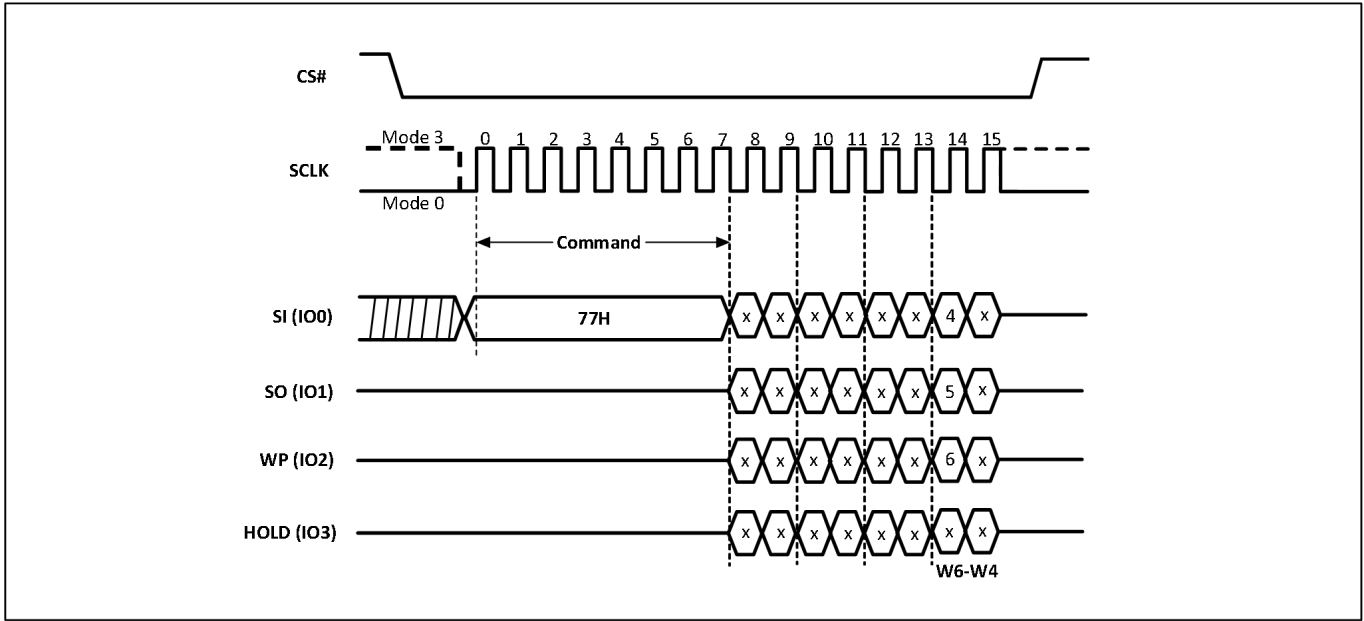 CS#
Mode 3 0 1 2 3 4 5 6 7 8 9 10 11 12 13 14 15
SCLK
Mode 0
Command
SI (IO0) 77H x x x x x x 4 x
SO (IO1) x x x x x x 5 x
WP (IO2) x x x x x x 6 x
HOLD (IO3) x x x x x x x x
W6-W4